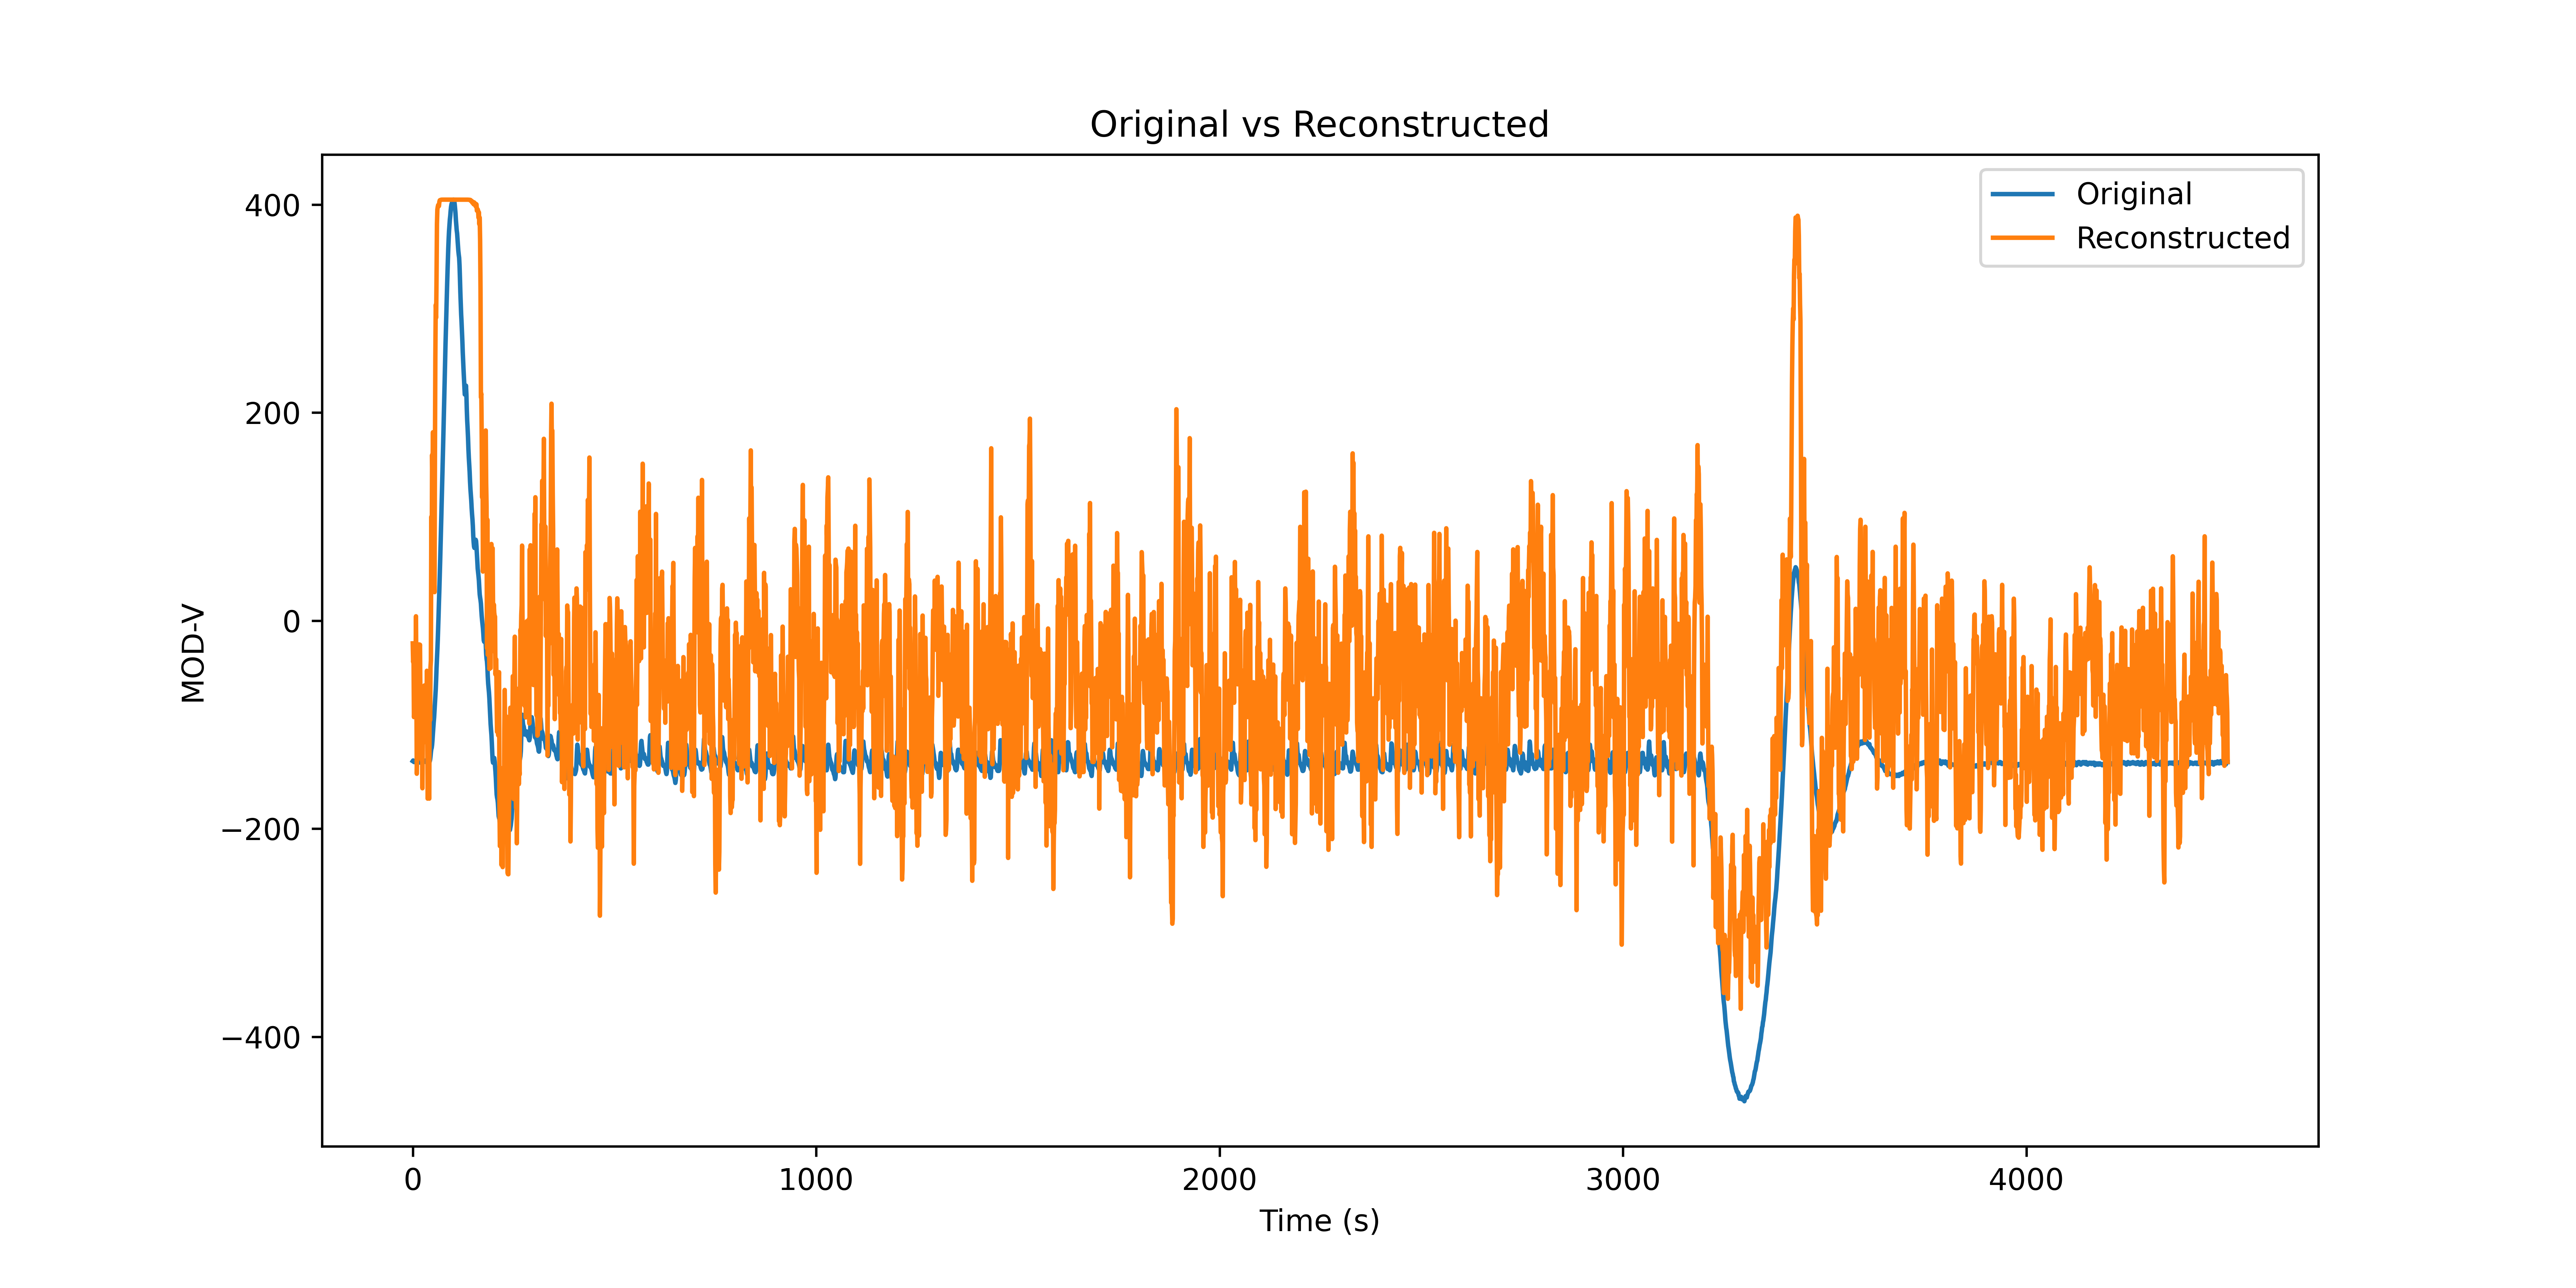 Original vs Reconstructed
Original
Reconstructed
MOD-V
400
200
0
−200
−400
0
1000
2000
3000
4000
Time (s)